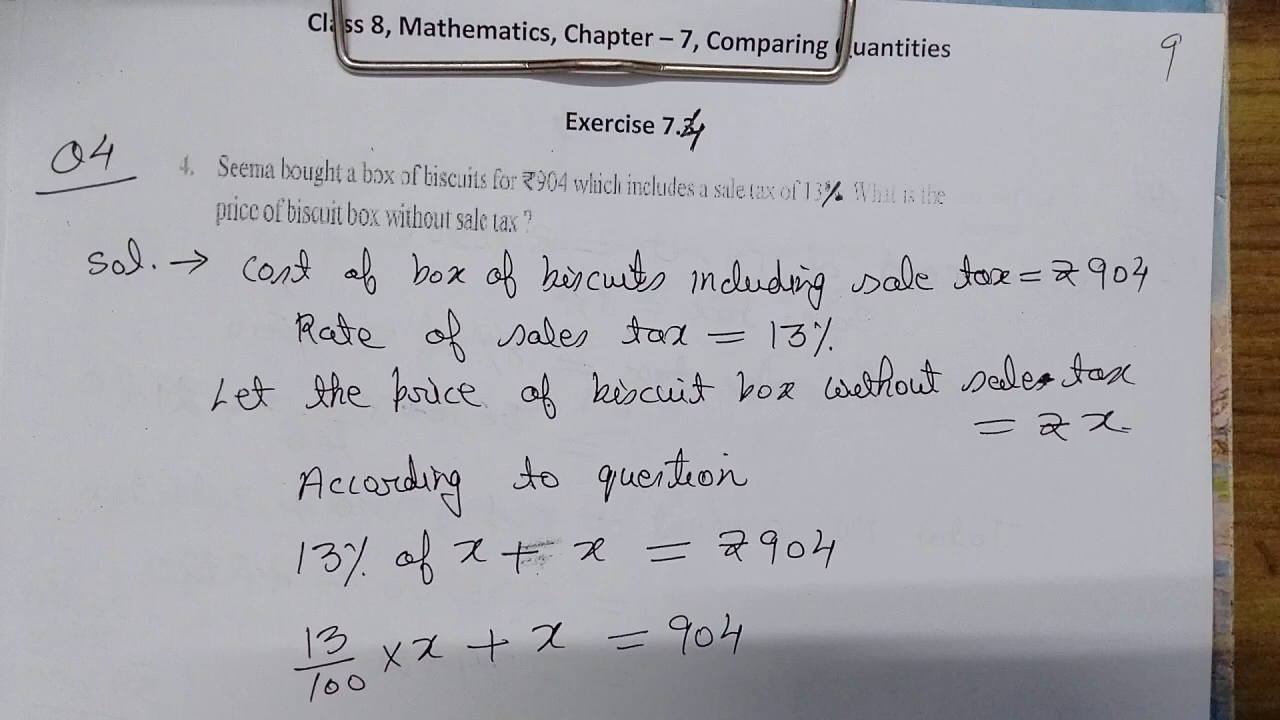 Class 8, Mathematics, Chapter – 7, Comparing Quantities
9
Exercise 7.4
Q4
4. Seema bought a box of biscuits for ₹904 which includes a sale tax of 13%. What is the
price of biscuit box without sale tax ?
Sol. → Cost of box of biscuits including sale tax = ₹904
Rate of sales tax = 13%
Let the price of biscuit box without sale tax
= ₹ x
According to question
13% of x + x = ₹904
13/100 × x + x = 904